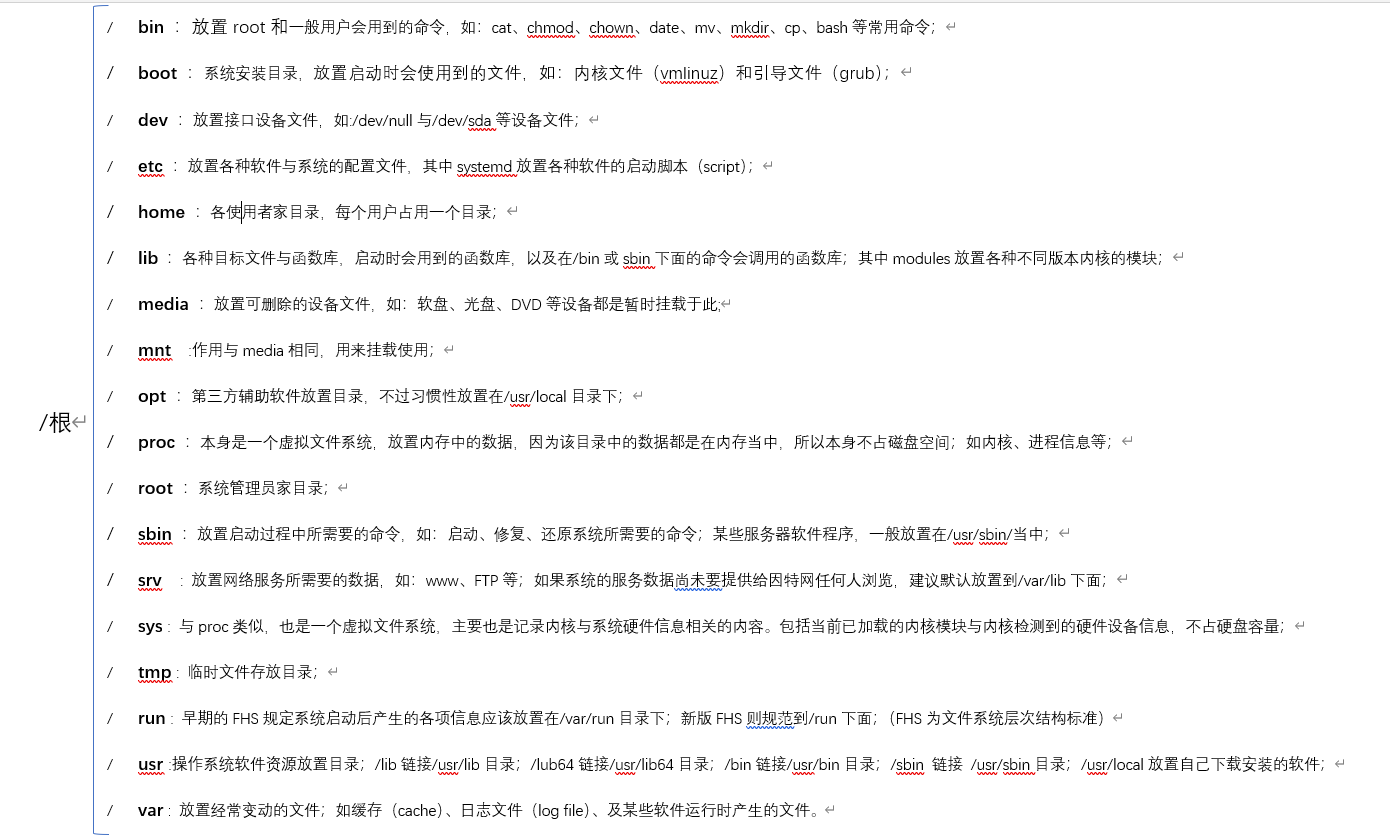 / bin ： 放置 root 和一般用户会用到的命令，如：cat、chmod、chown、date、mv、mkdir、cp、bash 等常用命令；
/ boot ： 系统安装目录，放置启动时会使用到的文件，如：内核文件（vmlinuz）和引导文件（grub）；
/ dev ： 放置接口设备文件，如:/dev/null 与/dev/sda 等设备文件；
/ etc ： 放置各种软件与系统的配置文件，其中 systemd 放置各种软件的启动脚本（script）；
/ home ： 各使用者家目录，每个用户占用一个目录；
/ lib ： 各种目标文件与函数库，启动时会用到的函数库，以及在/bin 或 sbin 下面的命令会调用的函数库；其中 modules 放置各种不同版本内核的模块；
/ media ： 放置可删除的设备文件，如：软盘、光盘、DVD 等设备都是暂时挂载于此;
/ mnt :作用与 media 相同，用来挂载使用；
/ opt ： 第三方辅助软件放置目录，不过习惯性放置在/usr/local 目录下；
/根
/ proc ： 本身是一个虚拟文件系统，放置内存中的数据，因为该目录中的数据都是在内存当中，所以本身不占磁盘空间；如内核、进程信息等；
/ root ： 系统管理员家目录；
/ sbin ： 放置启动过程中所需要的命令，如：启动、修复、还原系统所需要的命令；某些服务器软件程序，一般放置在/usr/sbin/当中；
/ srv ： 放置网络服务所需要的数据，如：www、FTP 等；如果系统的服务数据尚未要提供给因特网任何人浏览，建议默认放置到/var/lib 下面；
/ sys： 与 proc 类似，也是一个虚拟文件系统，主要也是记录内核与系统硬件信息相关的内容。包括当前已加载的内核模块与内核检测到的硬件设备信息，不占硬盘容量；
/ tmp： 临时文件存放目录；
/ run： 早期的 FHS 规定系统启动后产生的各项信息应该放置在/var/run 目录下；新版 FHS 则规范到/run 下面；（FHS 为文件系统层次结构标准）
/ usr :操作系统软件资源放置目录；/lib 链接/usr/lib 目录；/lub64 链接/usr/lib64 目录；/bin 链接/usr/bin 目录；/sbin 链接 /usr/sbin 目录；/usr/local 放置自己下载安装的软件；
/ var： 放置经常变动的文件；如缓存（cache）、日志文件（log file）、及某些软件运行时产生的文件。